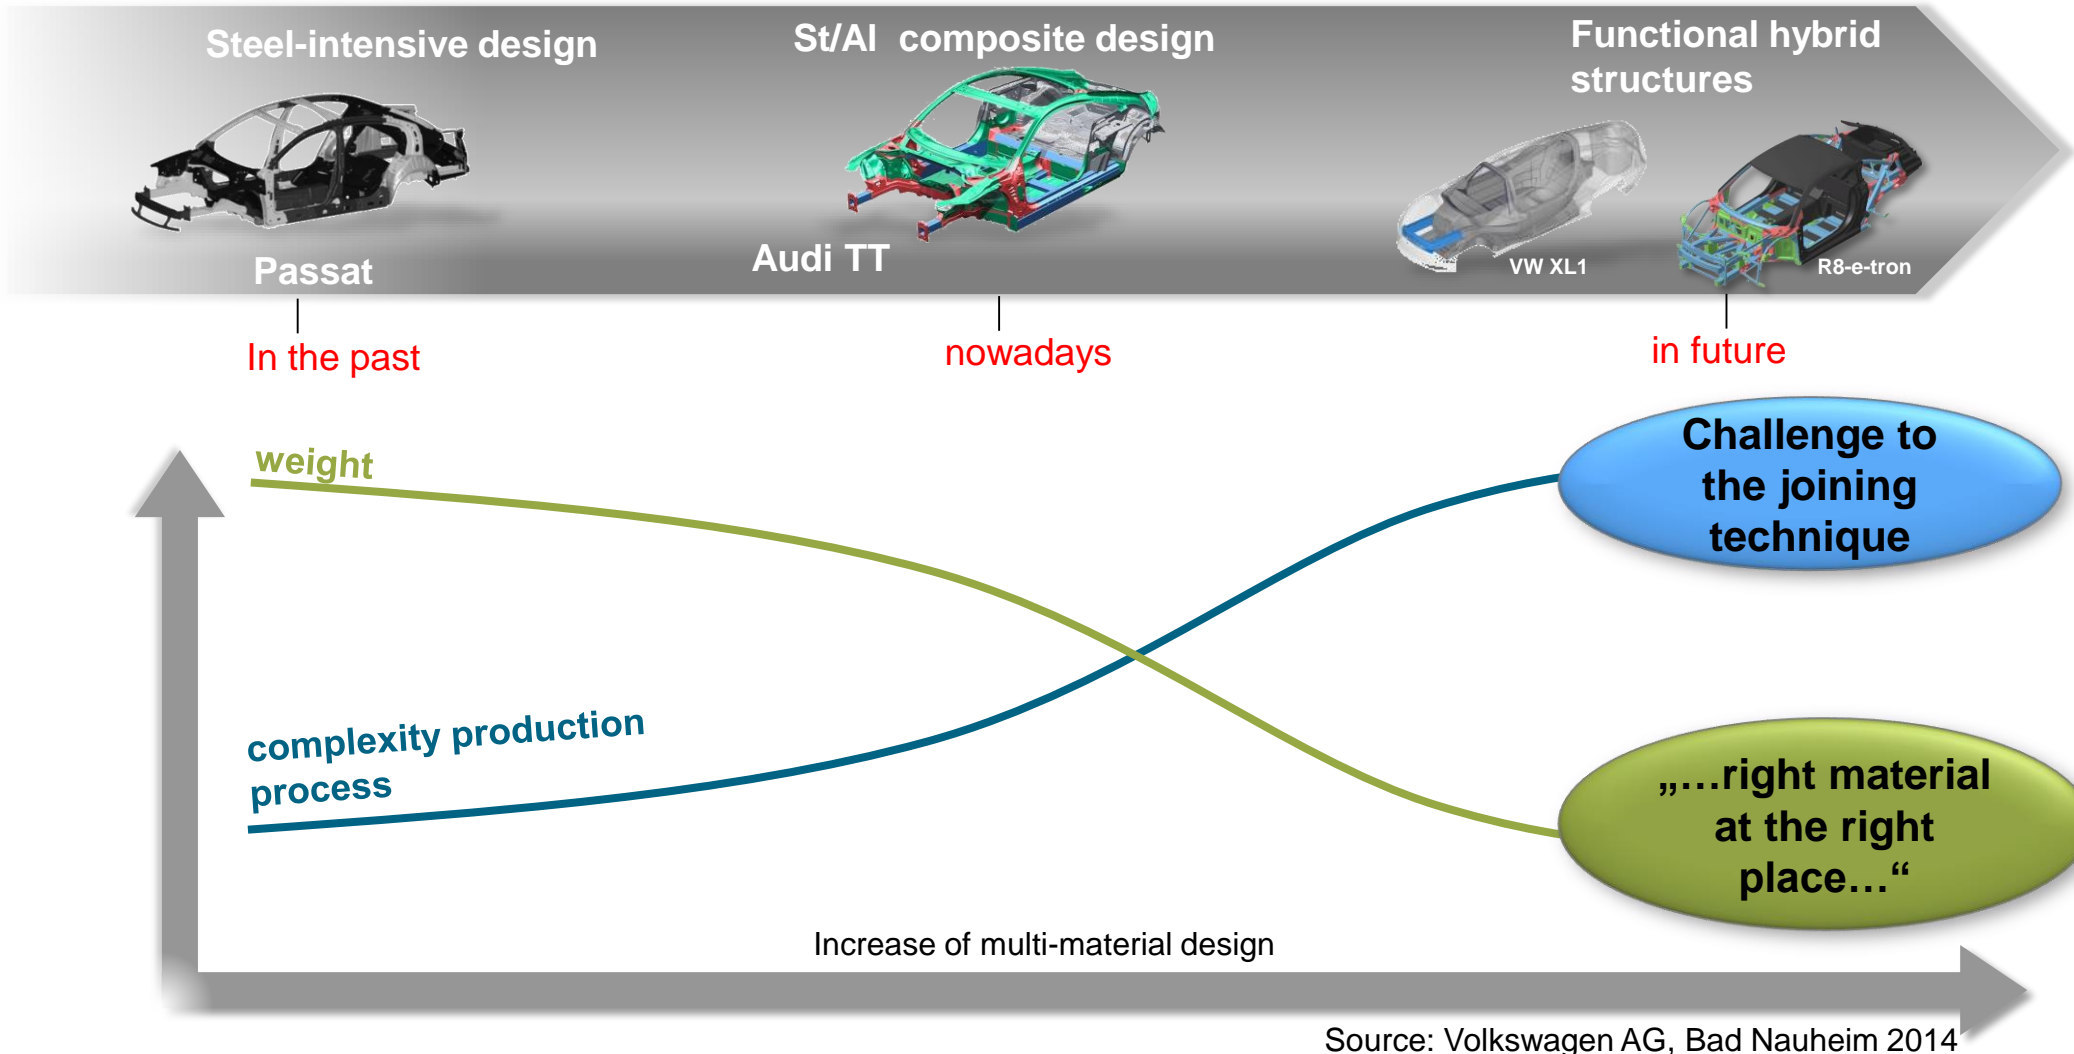 Steel-intensive design
St/Al composite design
Functional hybrid
structures
Passat
Audi TT
VW XL1
R8-e-tron
In the past
nowadays
in future
weight
Challenge to
the joining
technique
complexity production
process
„…right material
at the right
place…“
Increase of multi-material design
Source: Volkswagen AG, Bad Nauheim 2014